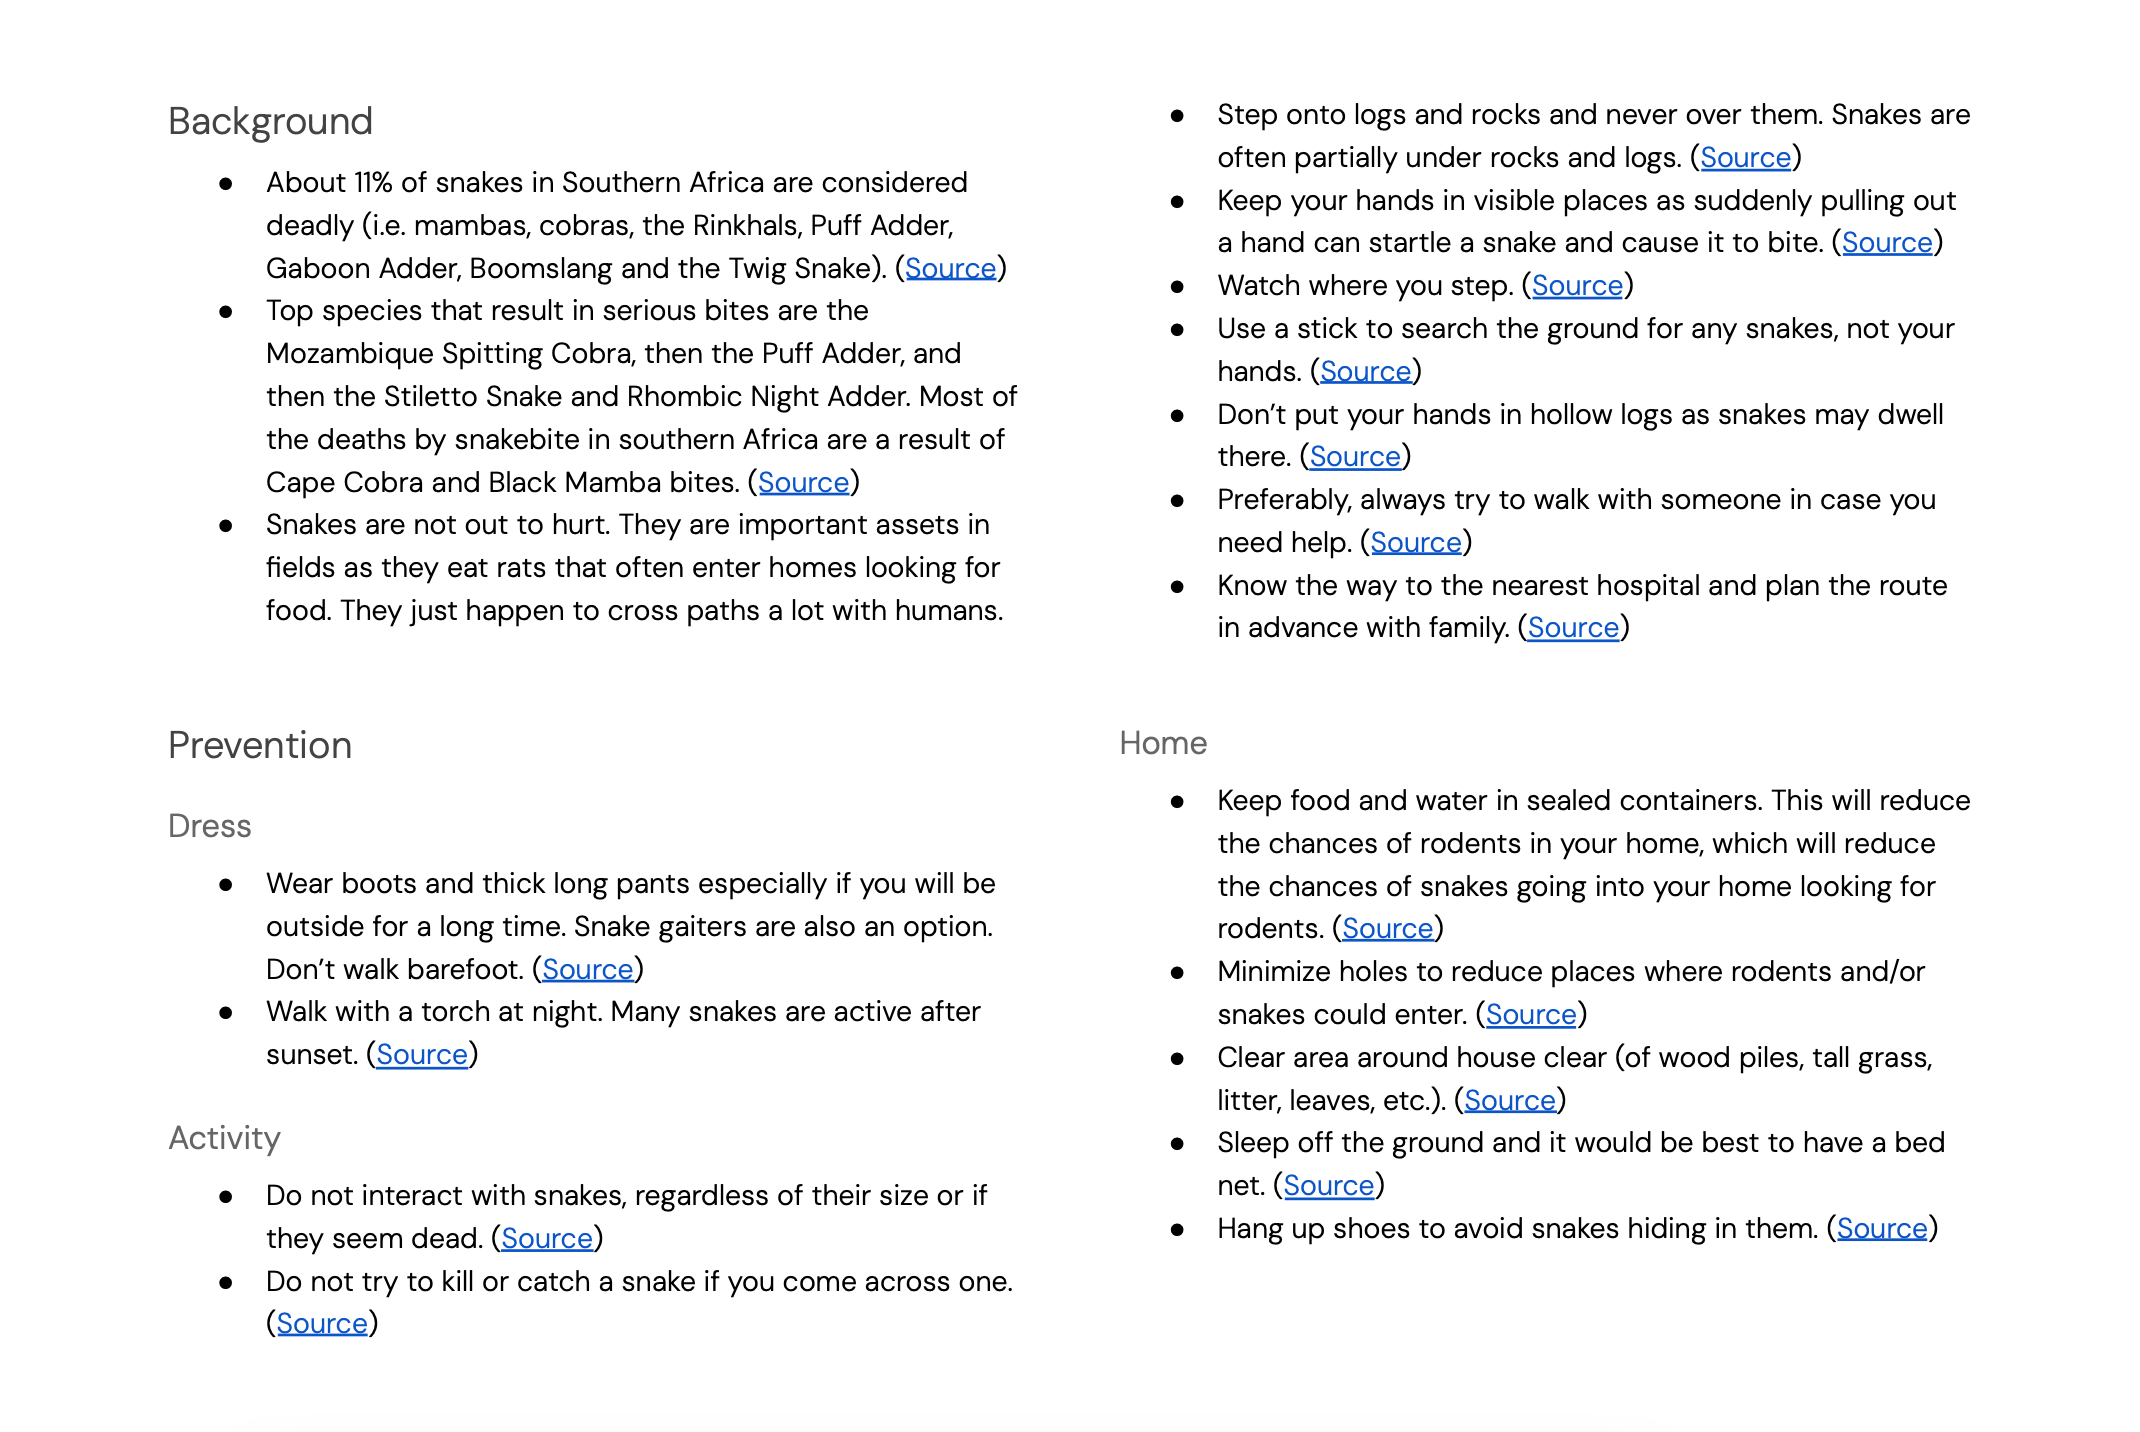 Background
● About 11% of snakes in Southern Africa are considered
deadly (i.e. mambas, cobras, the Rinkhals, Puff Adder,
Gaboon Adder, Boomslang and the Twig Snake). (Source)
● Top species that result in serious bites are the
Mozambique Spitting Cobra, then the Puff Adder, and
then the Stiletto Snake and Rhombic Night Adder. Most of
the deaths by snakebite in southern Africa are a result of
Cape Cobra and Black Mamba bites. (Source)
● Snakes are not out to hurt. They are important assets in
fields as they eat rats that often enter homes looking for
food. They just happen to cross paths a lot with humans.
Prevention
Dress
● Wear boots and thick long pants especially if you will be
outside for a long time. Snake gaiters are also an option.
Don’t walk barefoot. (Source)
● Walk with a torch at night. Many snakes are active after
sunset. (Source)
Activity
● Do not interact with snakes, regardless of their size or if
they seem dead. (Source)
● Do not try to kill or catch a snake if you come across one.
(Source)
● Step onto logs and rocks and never over them. Snakes are
often partially under rocks and logs. (Source)
● Keep your hands in visible places as suddenly pulling out
a hand can startle a snake and cause it to bite. (Source)
● Watch where you step. (Source)
● Use a stick to search the ground for any snakes, not your
hands. (Source)
● Don’t put your hands in hollow logs as snakes may dwell
there. (Source)
● Preferably, always try to walk with someone in case you
need help. (Source)
● Know the way to the nearest hospital and plan the route
in advance with family. (Source)
Home
● Keep food and water in sealed containers. This will reduce
the chances of rodents in your home, which will reduce
the chances of snakes going into your home looking for
rodents. (Source)
● Minimize holes to reduce places where rodents and/or
snakes could enter. (Source)
● Clear area around house clear (of wood piles, tall grass,
litter, leaves, etc.). (Source)
● Sleep off the ground and it would be best to have a bed
net. (Source)
● Hang up shoes to avoid snakes hiding in them. (Source)